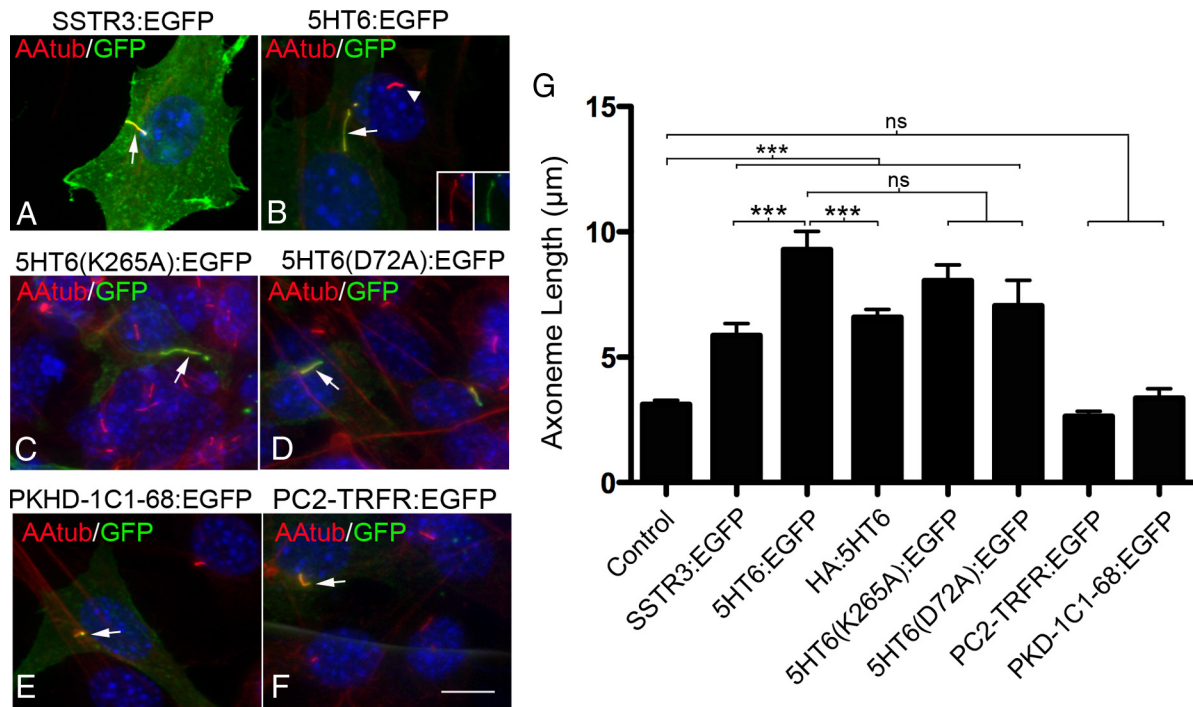 SSTR3:EGFP
5HT6:EGFP
AAtub/GFP
AAtub/GFP
A
B
5HT6(K265A):EGFP
5HT6(D72A):EGFP
AAtub/GFP
AAtub/GFP
C
D
PKHD-1C1-68:EGFP
PC2-TRFR:EGFP
AAtub/GFP
AAtub/GFP
E
F
G
Axoneme Length (µm)
15
10
5
0
ns
***
ns
***
***
Control
SSTR3:EGFP
5HT6:EGFP
HA:5HT6
5HT6(K265A):EGFP
5HT6(D72A):EGFP
PC2-TRFR:EGFP
PKD-1C1-68:EGFP